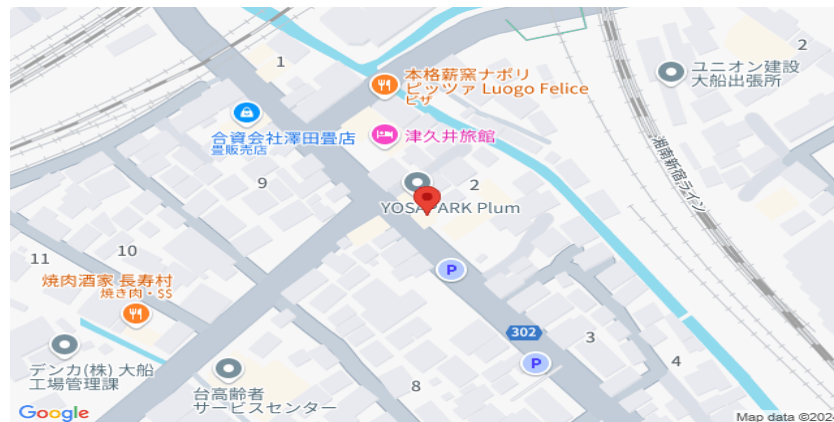 1
2
本格薪窯ナポリ
ピッツァ Luogo Felice
ピザ
ユニオン建設
大船出張所
合資会社澤田畳店
畳販売店
津久井旅館
湘南新宿ライン
9
2
YOSAPARK Plum
10
11
焼肉酒家 長寿村
焼き肉・$$
P
302
3
デンカ(株) 大船
工場管理課
台高齢者
サービスセンター
8
P
4
Google
Map data ©2024